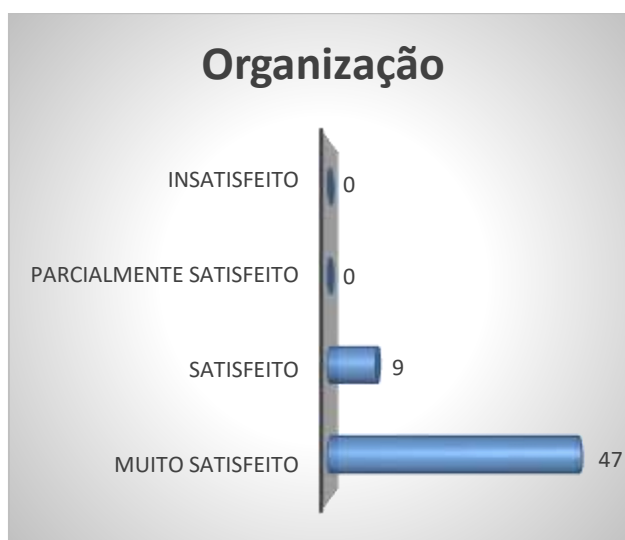 Organização
INSATISFEITO 0
PARCIALMENTE SATISFEITO 0
SATISFEITO 9
MUITO SATISFEITO 47